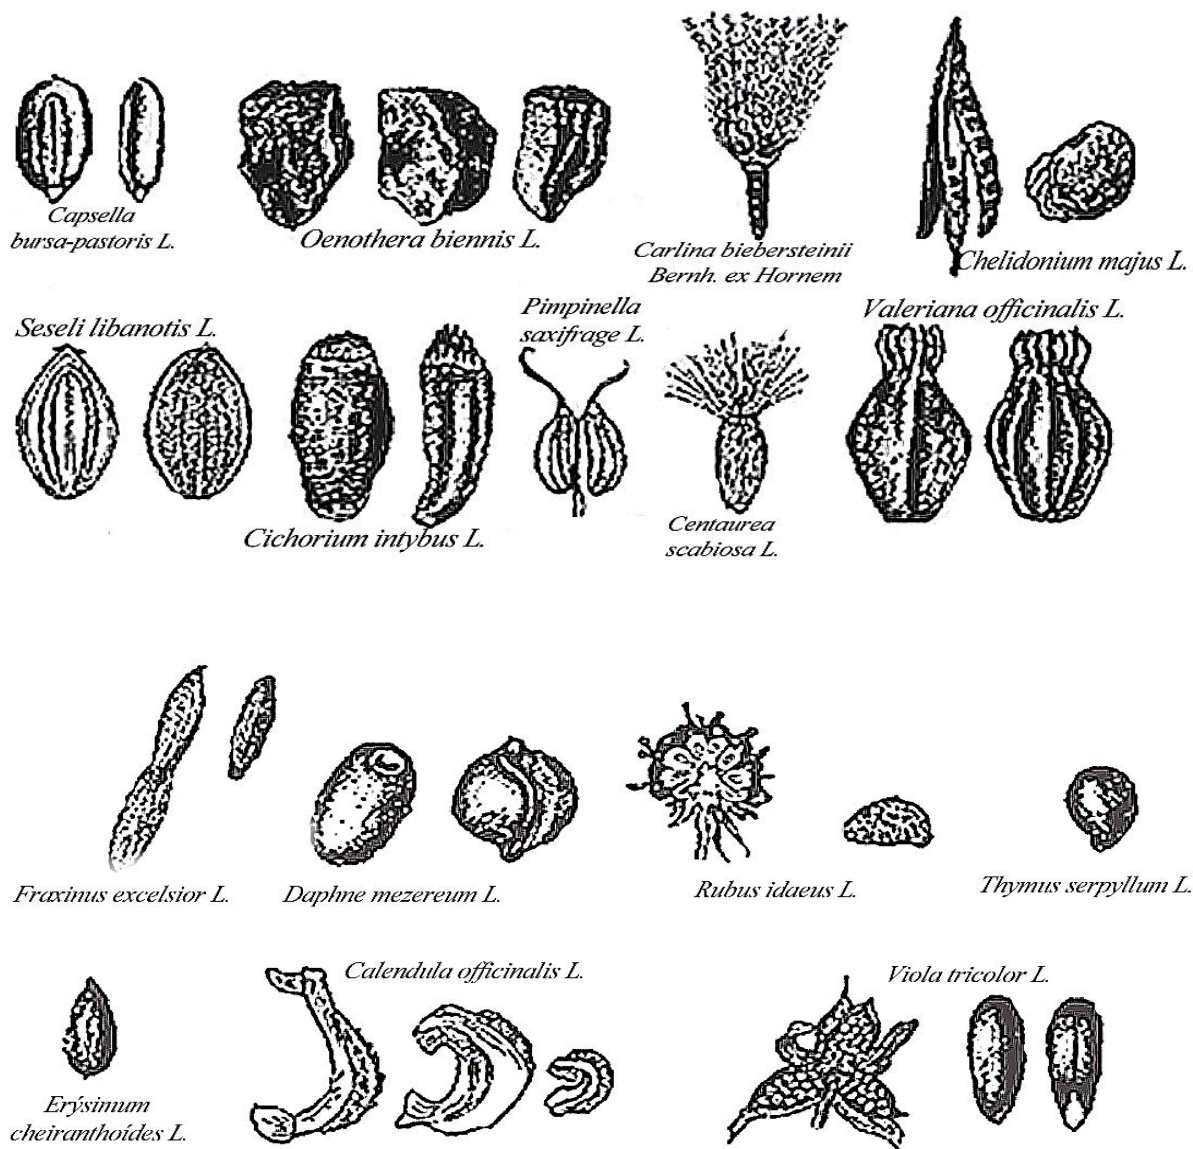 Capsella
bursa-pastoris L.
Oenothera biennis L.
Carlina biebersteinii
Bernh. ex Hornem
Chelidonium majus L.
Seseli libanotis L.
Pimpinella
saxifrage L.
Valeriana officinalis L.
Cichorium intybus L.
Centaurea
scabiosa L.
Fraxinus excelsior L.
Daphne mezereum L.
Rubus idaeus L.
Thymus serpyllum L.
Calendula officinalis L.
Viola tricolor L.
Erýsimum
cheiranthoídes L.